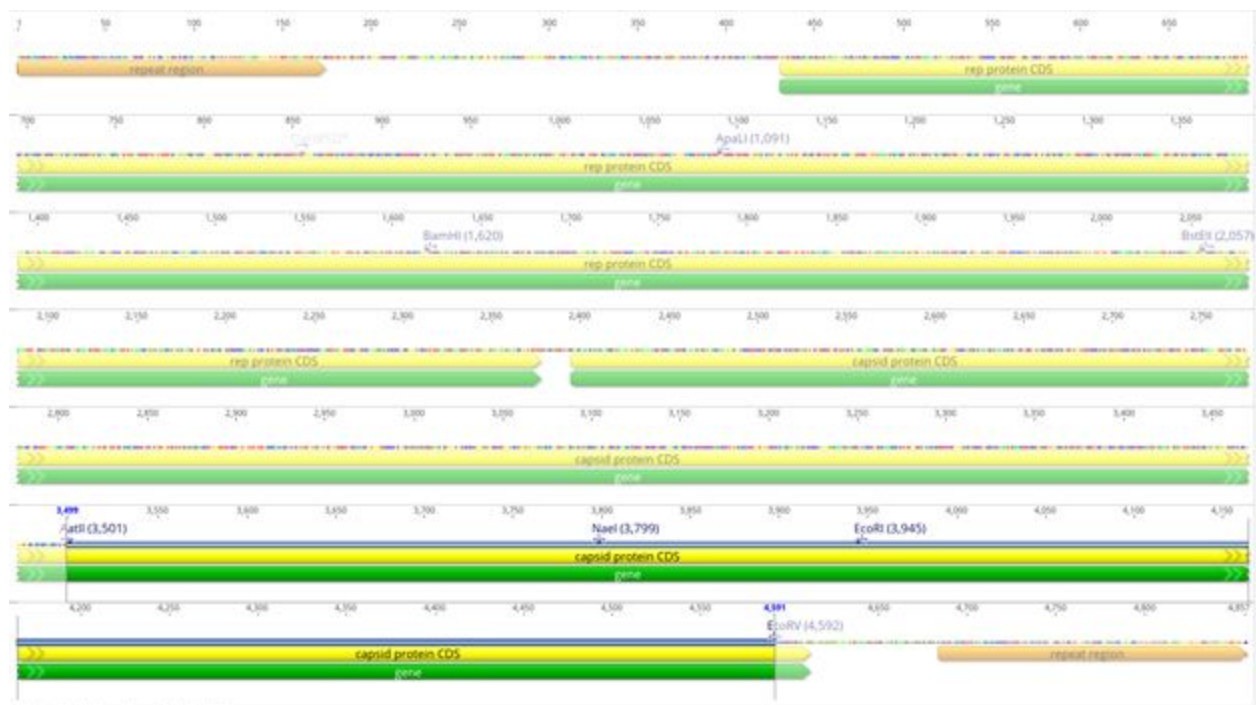 1 50 100 150 200 250 300 350 400 450 500 550 600 650
repeat region rep protein CDS
gene
700 750 800 850 900 950 1,000 1,050 1,100 1,150 1,200 1,250 1,300 1,350
ApaLI (1,091)
rep protein CDS
gene
1,400 1,450 1,500 1,550 1,600 1,650 1,700 1,750 1,800 1,850 1,900 1,950 2,000 2,050
BamHI (1,620) BstEII (2,057)
rep protein CDS
gene
2,100 2,150 2,200 2,250 2,300 2,350 2,400 2,450 2,500 2,550 2,600 2,650 2,700 2,750
rep protein CDS capsid protein CDS
gene gene
2,800 2,850 2,900 2,950 3,000 3,050 3,100 3,150 3,200 3,250 3,300 3,350 3,400 3,450
capsid protein CDS
gene
3,499 3,550 3,600 3,650 3,700 3,750 3,800 3,850 3,900 3,950 4,000 4,050 4,100 4,150
AatII (3,501) NaeI (3,799) EcoRI (3,945)
capsid protein CDS
gene
4,200 4,250 4,300 4,350 4,400 4,450 4,500 4,550 4,591 4,650 4,700 4,750 4,800 4,857
EcoRV (4,592)
capsid protein CDS repeat region
gene